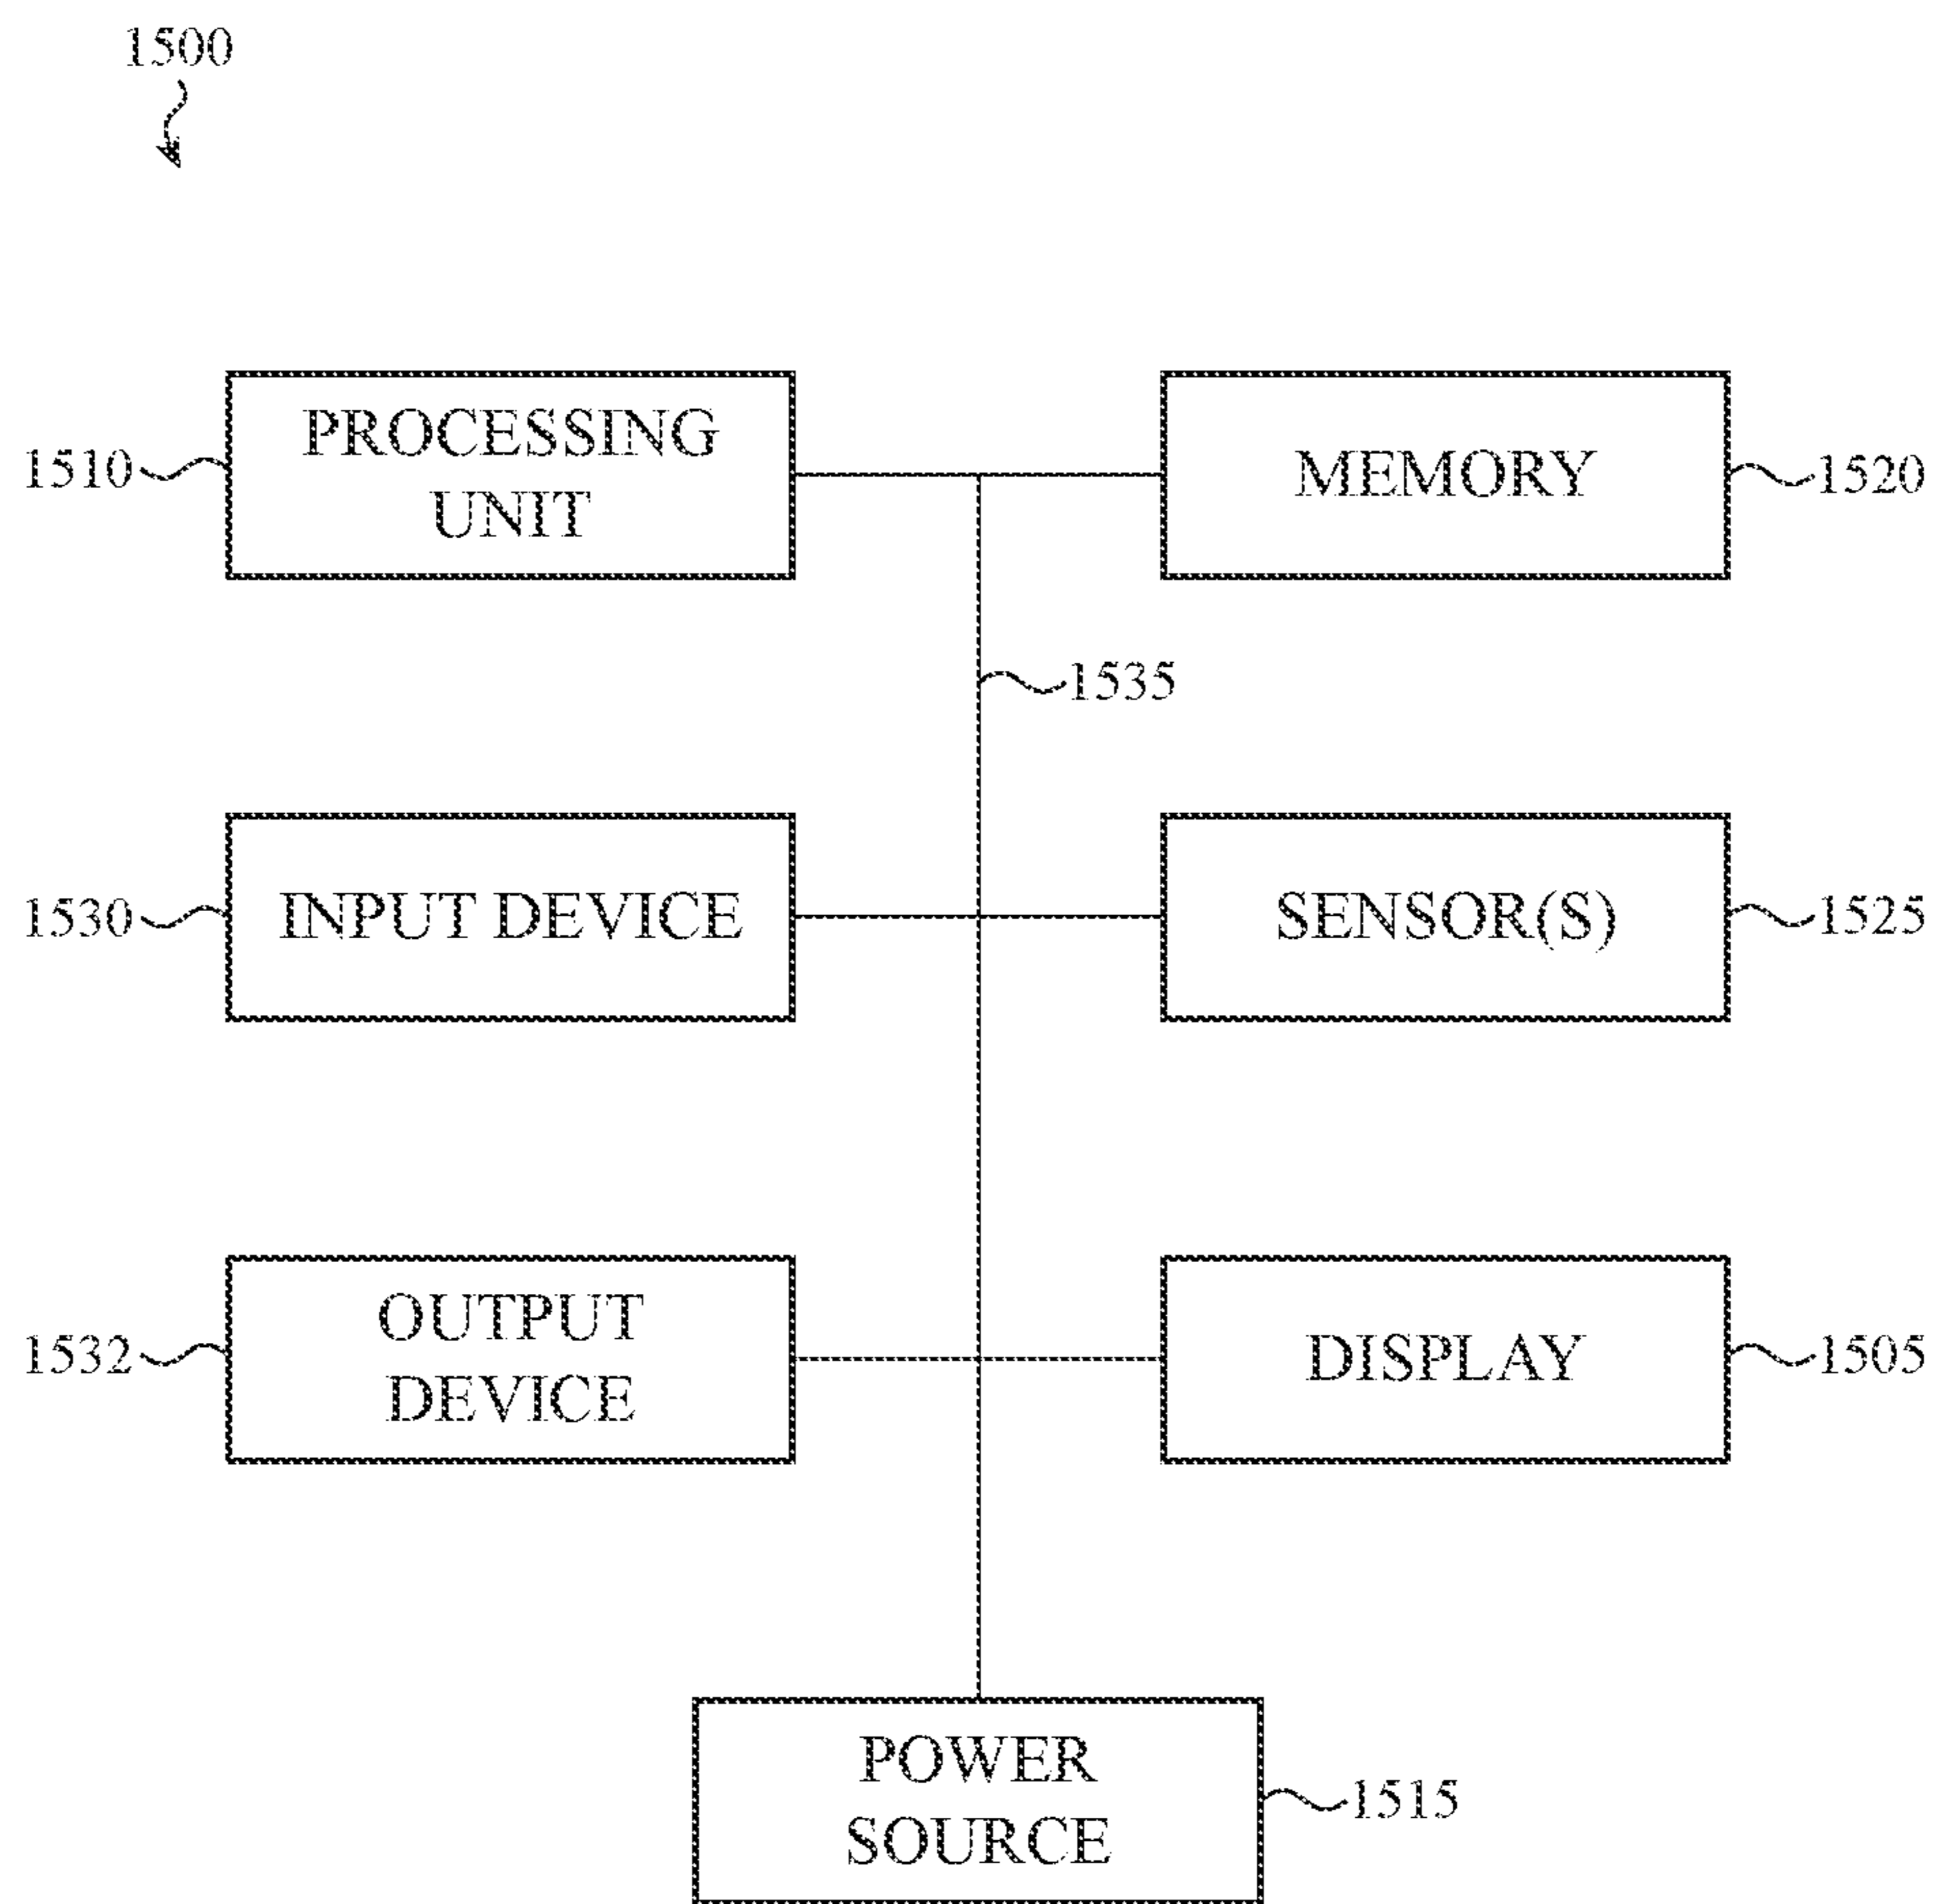 1500
1510
PROCESSING
UNIT
MEMORY
1520
1535
1530
INPUT DEVICE
SENSOR(S)
1525
1532
OUTPUT
DEVICE
DISPLAY
1505
POWER
SOURCE
1515